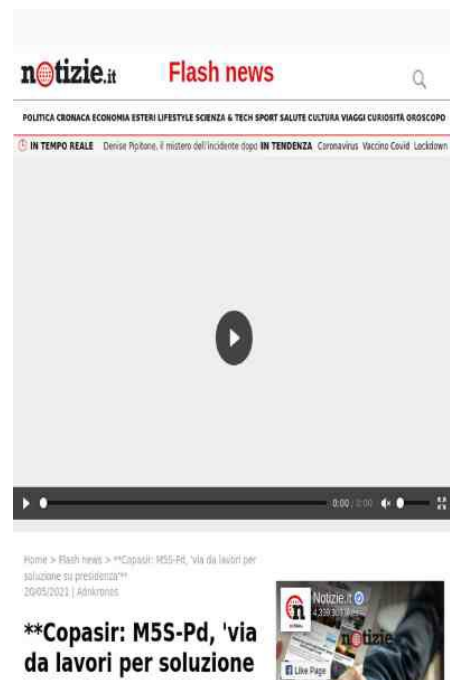 notizie.it
Flash news
POLITICA CRONACA ECONOMIA ESTERI LIFESTYLE SCIENZA & TECH SPORT SALUTE CULTURA VIAGGI CURIOSITÀ OROSCOPO
IN TEMPO REALE Denise Pipitone, il mistero dell'incidente dopo IN TENDENZA Coronavirus Vaccino Covid Lockdown
0:00 / 0:00
Home > Flash news > **Copasir: M5S-Pd, 'via da lavori per
soluzione su presidenza'**
20/05/2021 | Adnkronos
**Copasir: M5S-Pd, 'via
da lavori per soluzione
Notizie.it
notizie
Like Page